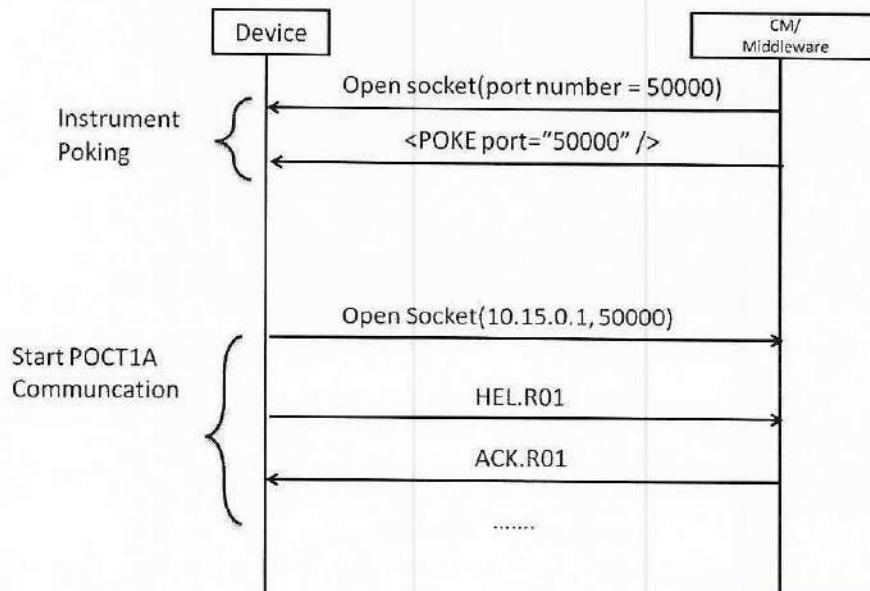 Device
CM/
Middleware
Open socket(port number = 50000)
Instrument
Poking
<POKE port="50000" />
Open Socket(10.15.0.1, 50000)
Start POCT1A
Communcation
HEL.R01
ACK.R01
.......